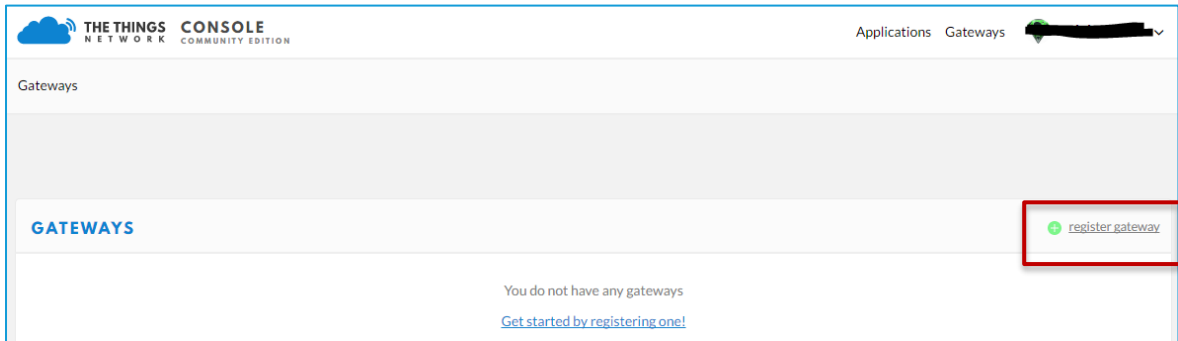 THE THINGS CONSOLE
NETWORK COMMUNITY EDITION
Applications Gateways
Gateways
GATEWAYS
register gateway
You do not have any gateways
Get started by registering one!